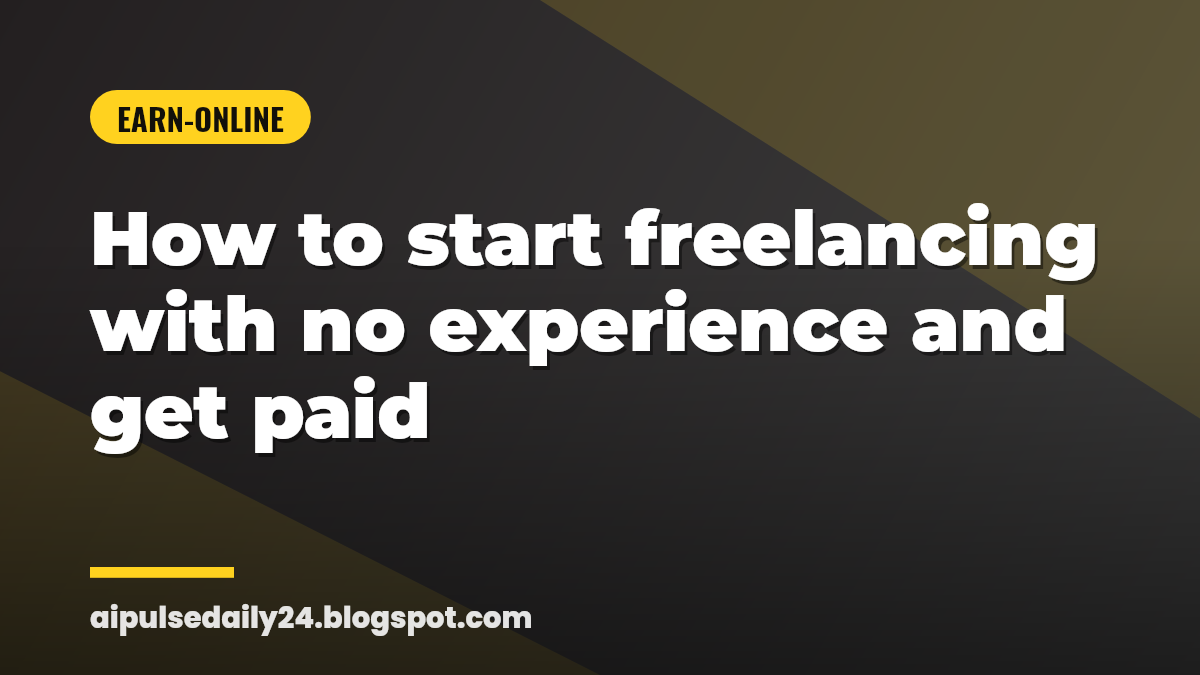 EARN-ONLINE
How to start freelancing
with no experience and
get paid
aipulsedaily24.blogspot.com